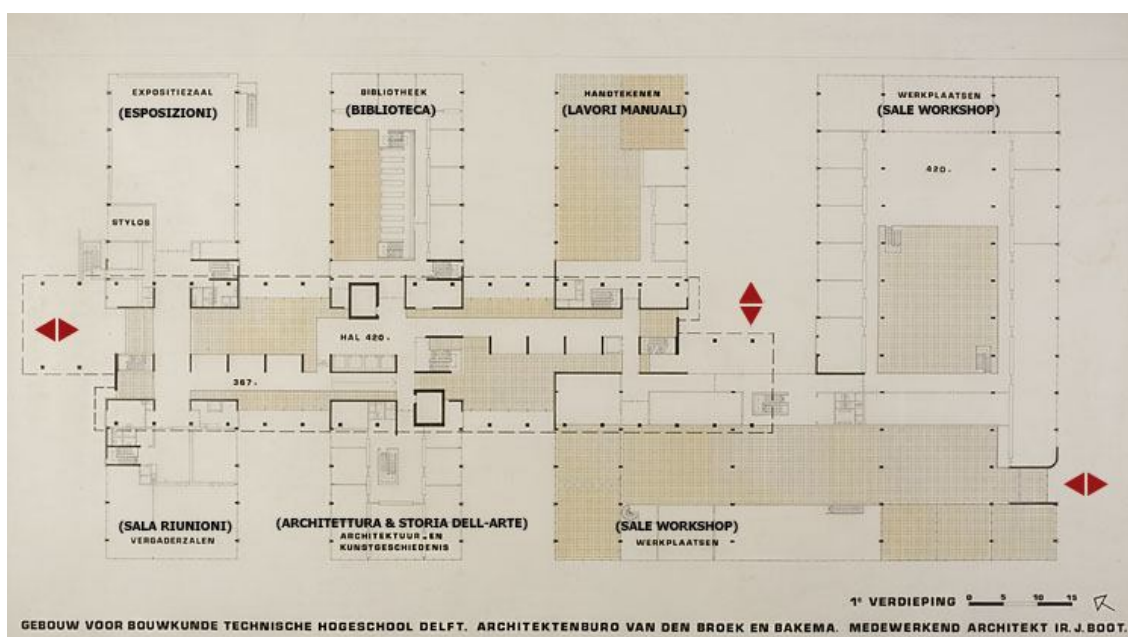 EXPOSITIEZAAL
(ESPOSIZIONI)
BIBLIOTHEEK
(BIBLIOTECA)
HANDTEKENEN
(LAVORI MANUALI)
WERKPLAATSEN
(SALE WORKSHOP)
420.
STYLOS
HAL 420.
367.
(SALA RIUNIONI)
VERGADERZALEN
(ARCHITETTURA & STORIA DELL-ARTE)
ARCHITEKTUUR EN
KUNSTGESCHIEDENIS
(SALE WORKSHOP)
WERKPLAATSEN
1e VERDIEPING 0 5 10 15
GEBOUW VOOR BOUWKUNDE TECHNISCHE HOGESCHOOL DELFT. ARCHITEKTENBURO VAN DEN BROEK EN BAKEMA. MEDEWERKEND ARCHITEKT IR. J. BOOT.